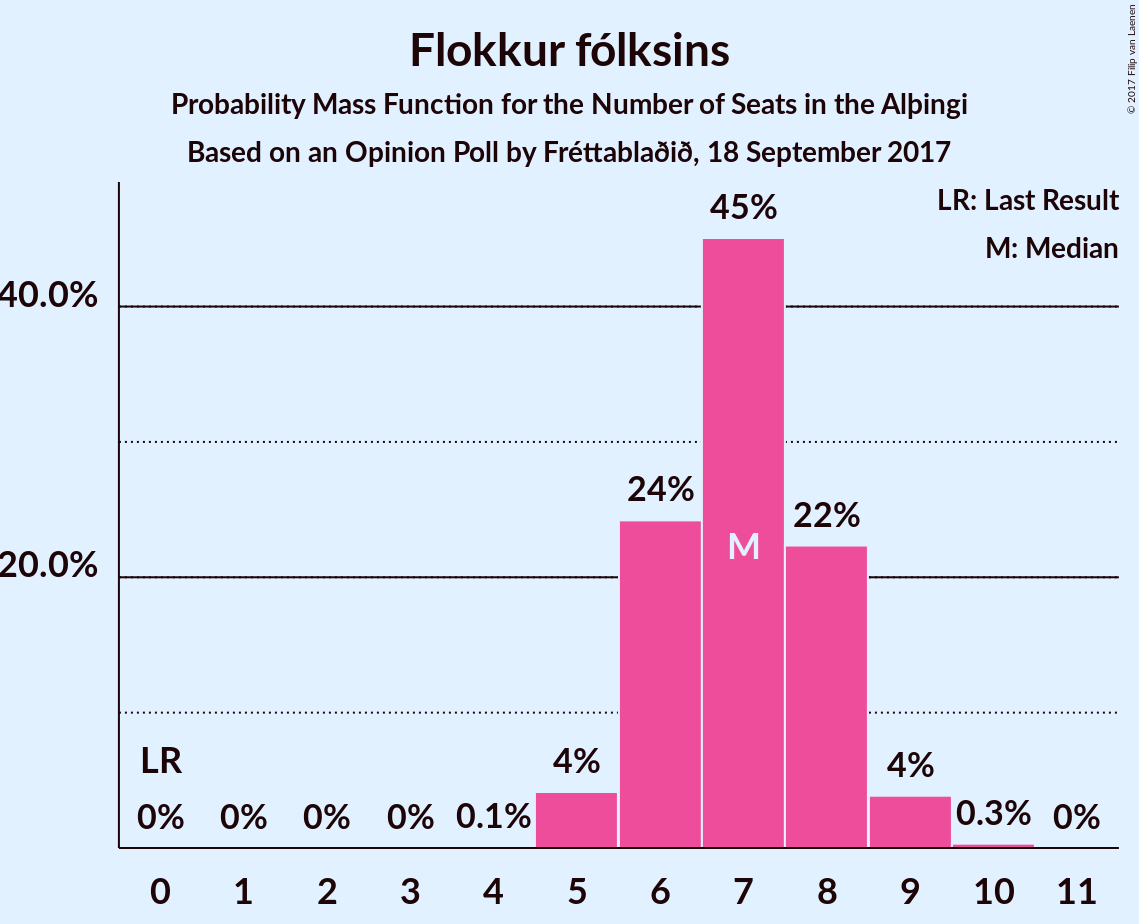 Flokkur fólksins
Probability Mass Function for the Number of Seats in the Alþingi
Based on an Opinion Poll by Fréttablaðið, 18 September 2017
© 2017 Filip van Laenen
LR: Last Result
M: Median
45%
40.0%
24%
22%
M
20.0%
LR
4%
4%
0% 0% 0% 0% 0.1% 0.3% 0%
0 1 2 3 4 5 6 7 8 9 10 11